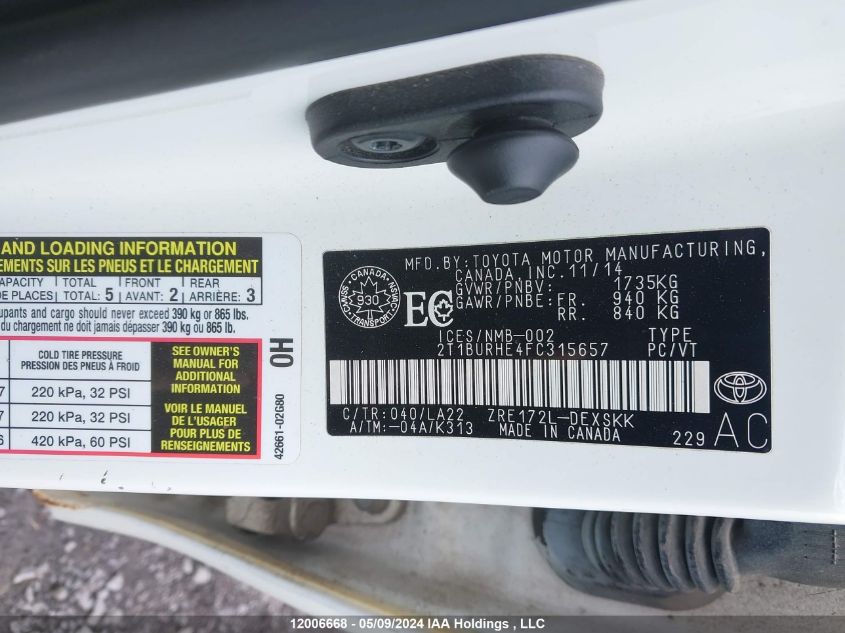 AND LOADING INFORMATION
EMENTS SUR LES PNEUS ET LE CHARGEMENT
CAPACITY TOTAL FRONT REAR
DE PLACES TOTAL: 5 AVANT: 2 ARRIÈRE: 3
upants and cargo should never exceed 390 kg or 865 lbs.
du chargement ne doit jamais dépasser 390 kg ou 865 lb.
COLD TIRE PRESSURE
PRESSION DES PNEUS À FROID
220 kPa, 32 PSI
220 kPa, 32 PSI
420 kPa, 60 PSI
SEE OWNER'S
MANUAL FOR
ADDITIONAL
INFORMATION
VOIR LE MANUEL
DE L'USAGER
POUR PLUS DE
RENSEIGNEMENTS
0H
42661-02G80
MFD.BY:TOYOTA MOTOR MANUFACTURING,
CANADA, INC.11/14
GVWR/PNBV: 1735KG
GAWR/PNBE: FR. 940 KG
RR. 840 KG
CANADA
930
TRANSPORT
EC
ICES/NMB-002 TYPE
2T1BURHE4FC315657 PC/VT
C/TR:040/LA22 ZRE172L-DEXSKK
A/TM:-04A/K313 MADE IN CANADA
229 AC
12006668 - 05/09/2024 IAA Holdings , LLC